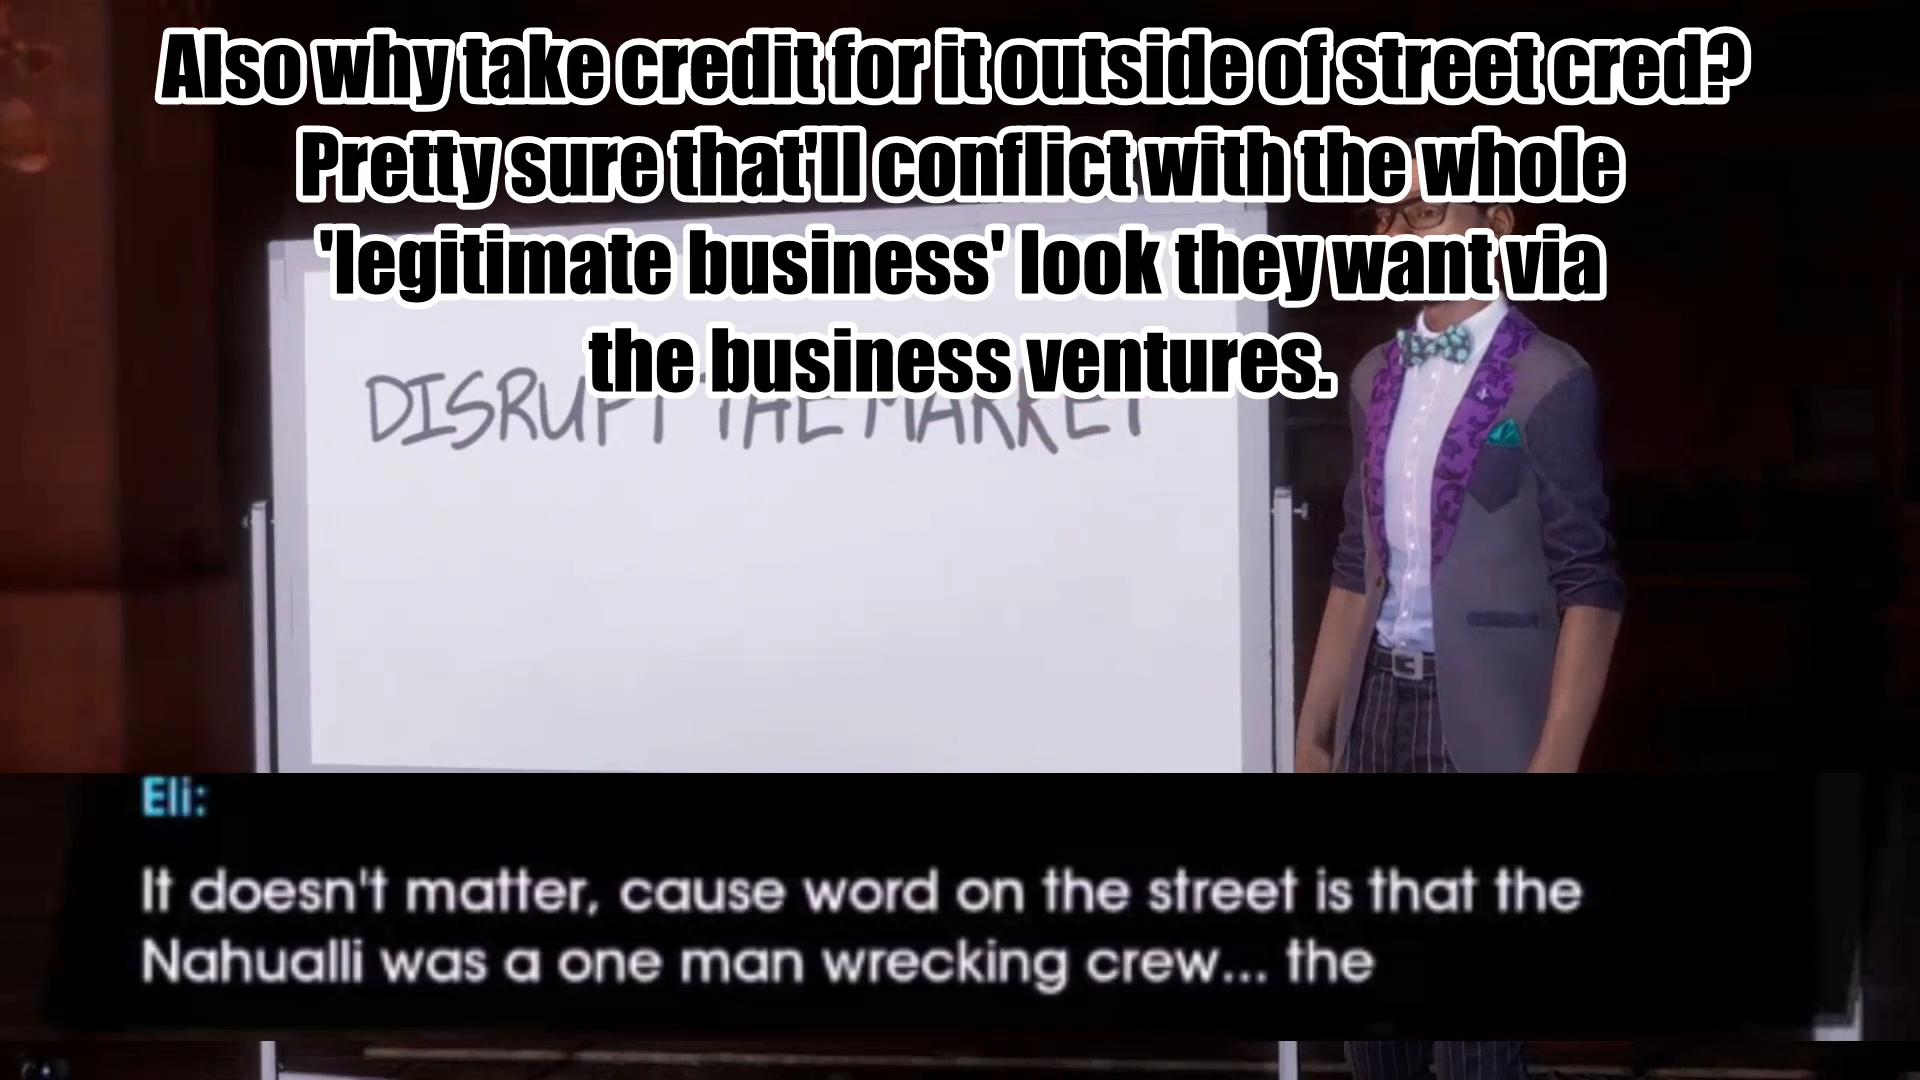 Also why take credit for it outside of street cred?
Pretty sure that'll conflict with the whole
'legitimate business' look they want via
the business ventures.
DISRUPT THE MARKET
Eli:
It doesn't matter, cause word on the street is that the
Nahualli was a one man wrecking crew... the